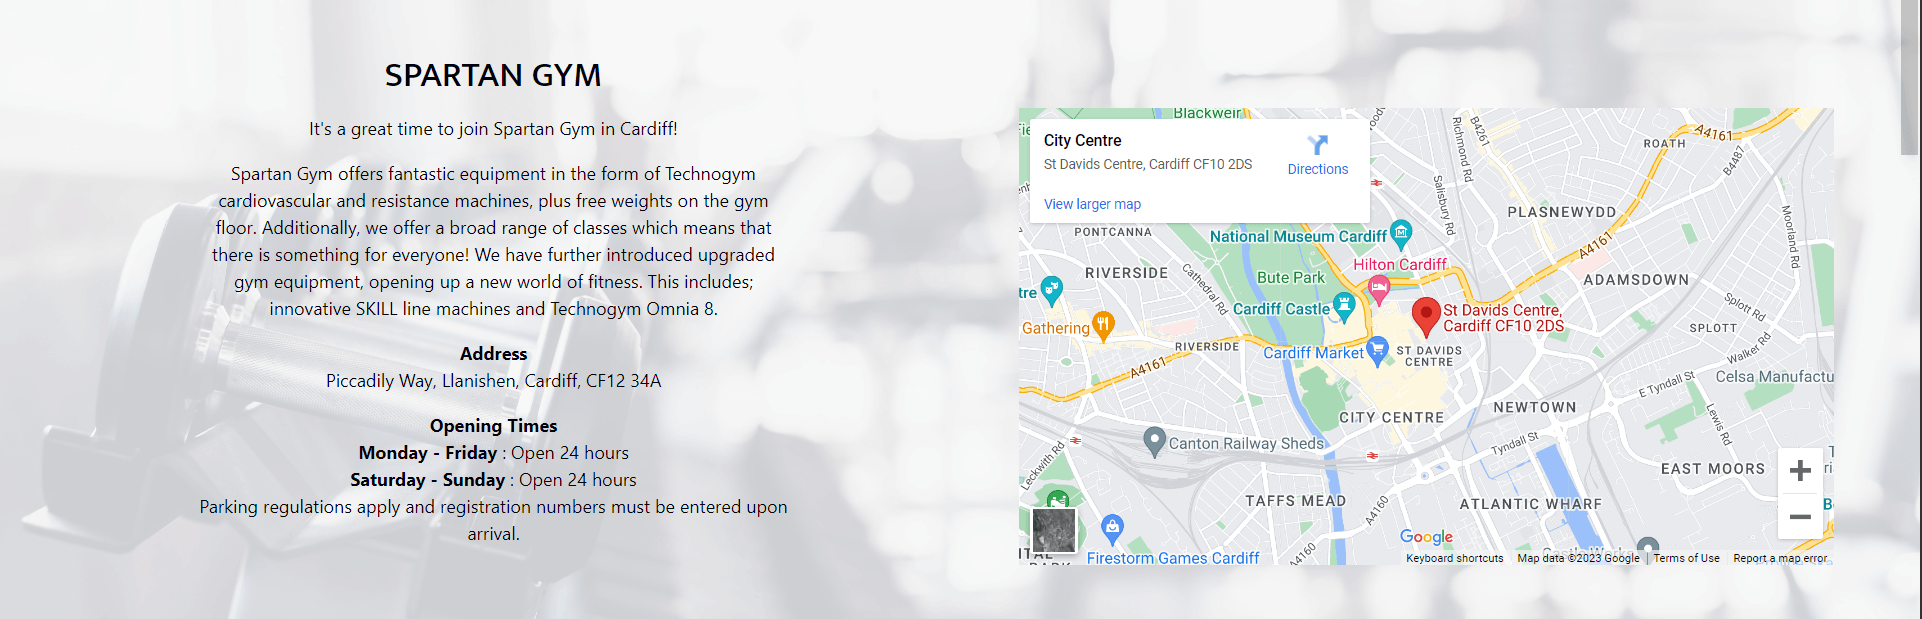 SPARTAN GYM
It's a great time to join Spartan Gym in Cardiff!
Spartan Gym offers fantastic equipment in the form of Technogym
cardiovascular and resistance machines, plus free weights on the gym
floor. Additionally, we offer a broad range of classes which means that
there is something for everyone! We have further introduced upgraded
gym equipment, opening up a new world of fitness. This includes;
innovative SKILL line machines and Technogym Omnia 8.
Address
Piccadily Way, Llanishen, Cardiff, CF12 34A
Opening Times
Monday - Friday : Open 24 hours
Saturday - Sunday : Open 24 hours
Parking regulations apply and registration numbers must be entered upon
arrival.
City Centre
St Davids Centre, Cardiff CF10 2DS
Directions
View larger map
Blackweir
A4161
Richmond Rd
B4261
ROATH
B4487
Salisbury Rd
PLASNEWYDD
PONTCANNA
National Museum Cardiff
A4161
Moorland Rd
RIVERSIDE
Cathedral Rd
Bute Park
Hilton Cardiff
ADAMSDOWN
tre
Cardiff Castle
St Davids Centre,
Cardiff CF10 2DS
Splott Rd
Gathering
SPLOTT
RIVERSIDE
Cardiff Market
ST DAVIDS
CENTRE
Walker Rd
A4161
E Tyndall St
Celsa Manufactu
CITY CENTRE
NEWTOWN
Lewis Rd
Canton Railway Sheds
Tyndall St
Leckwith Rd
EAST MOORS
TAFFS MEAD
A4160
ATLANTIC WHARF
Google
A4160
Firestorm Games Cardiff
Castle Works
Keyboard shortcuts
Map data ©2023 Google
Terms of Use
Report a map error